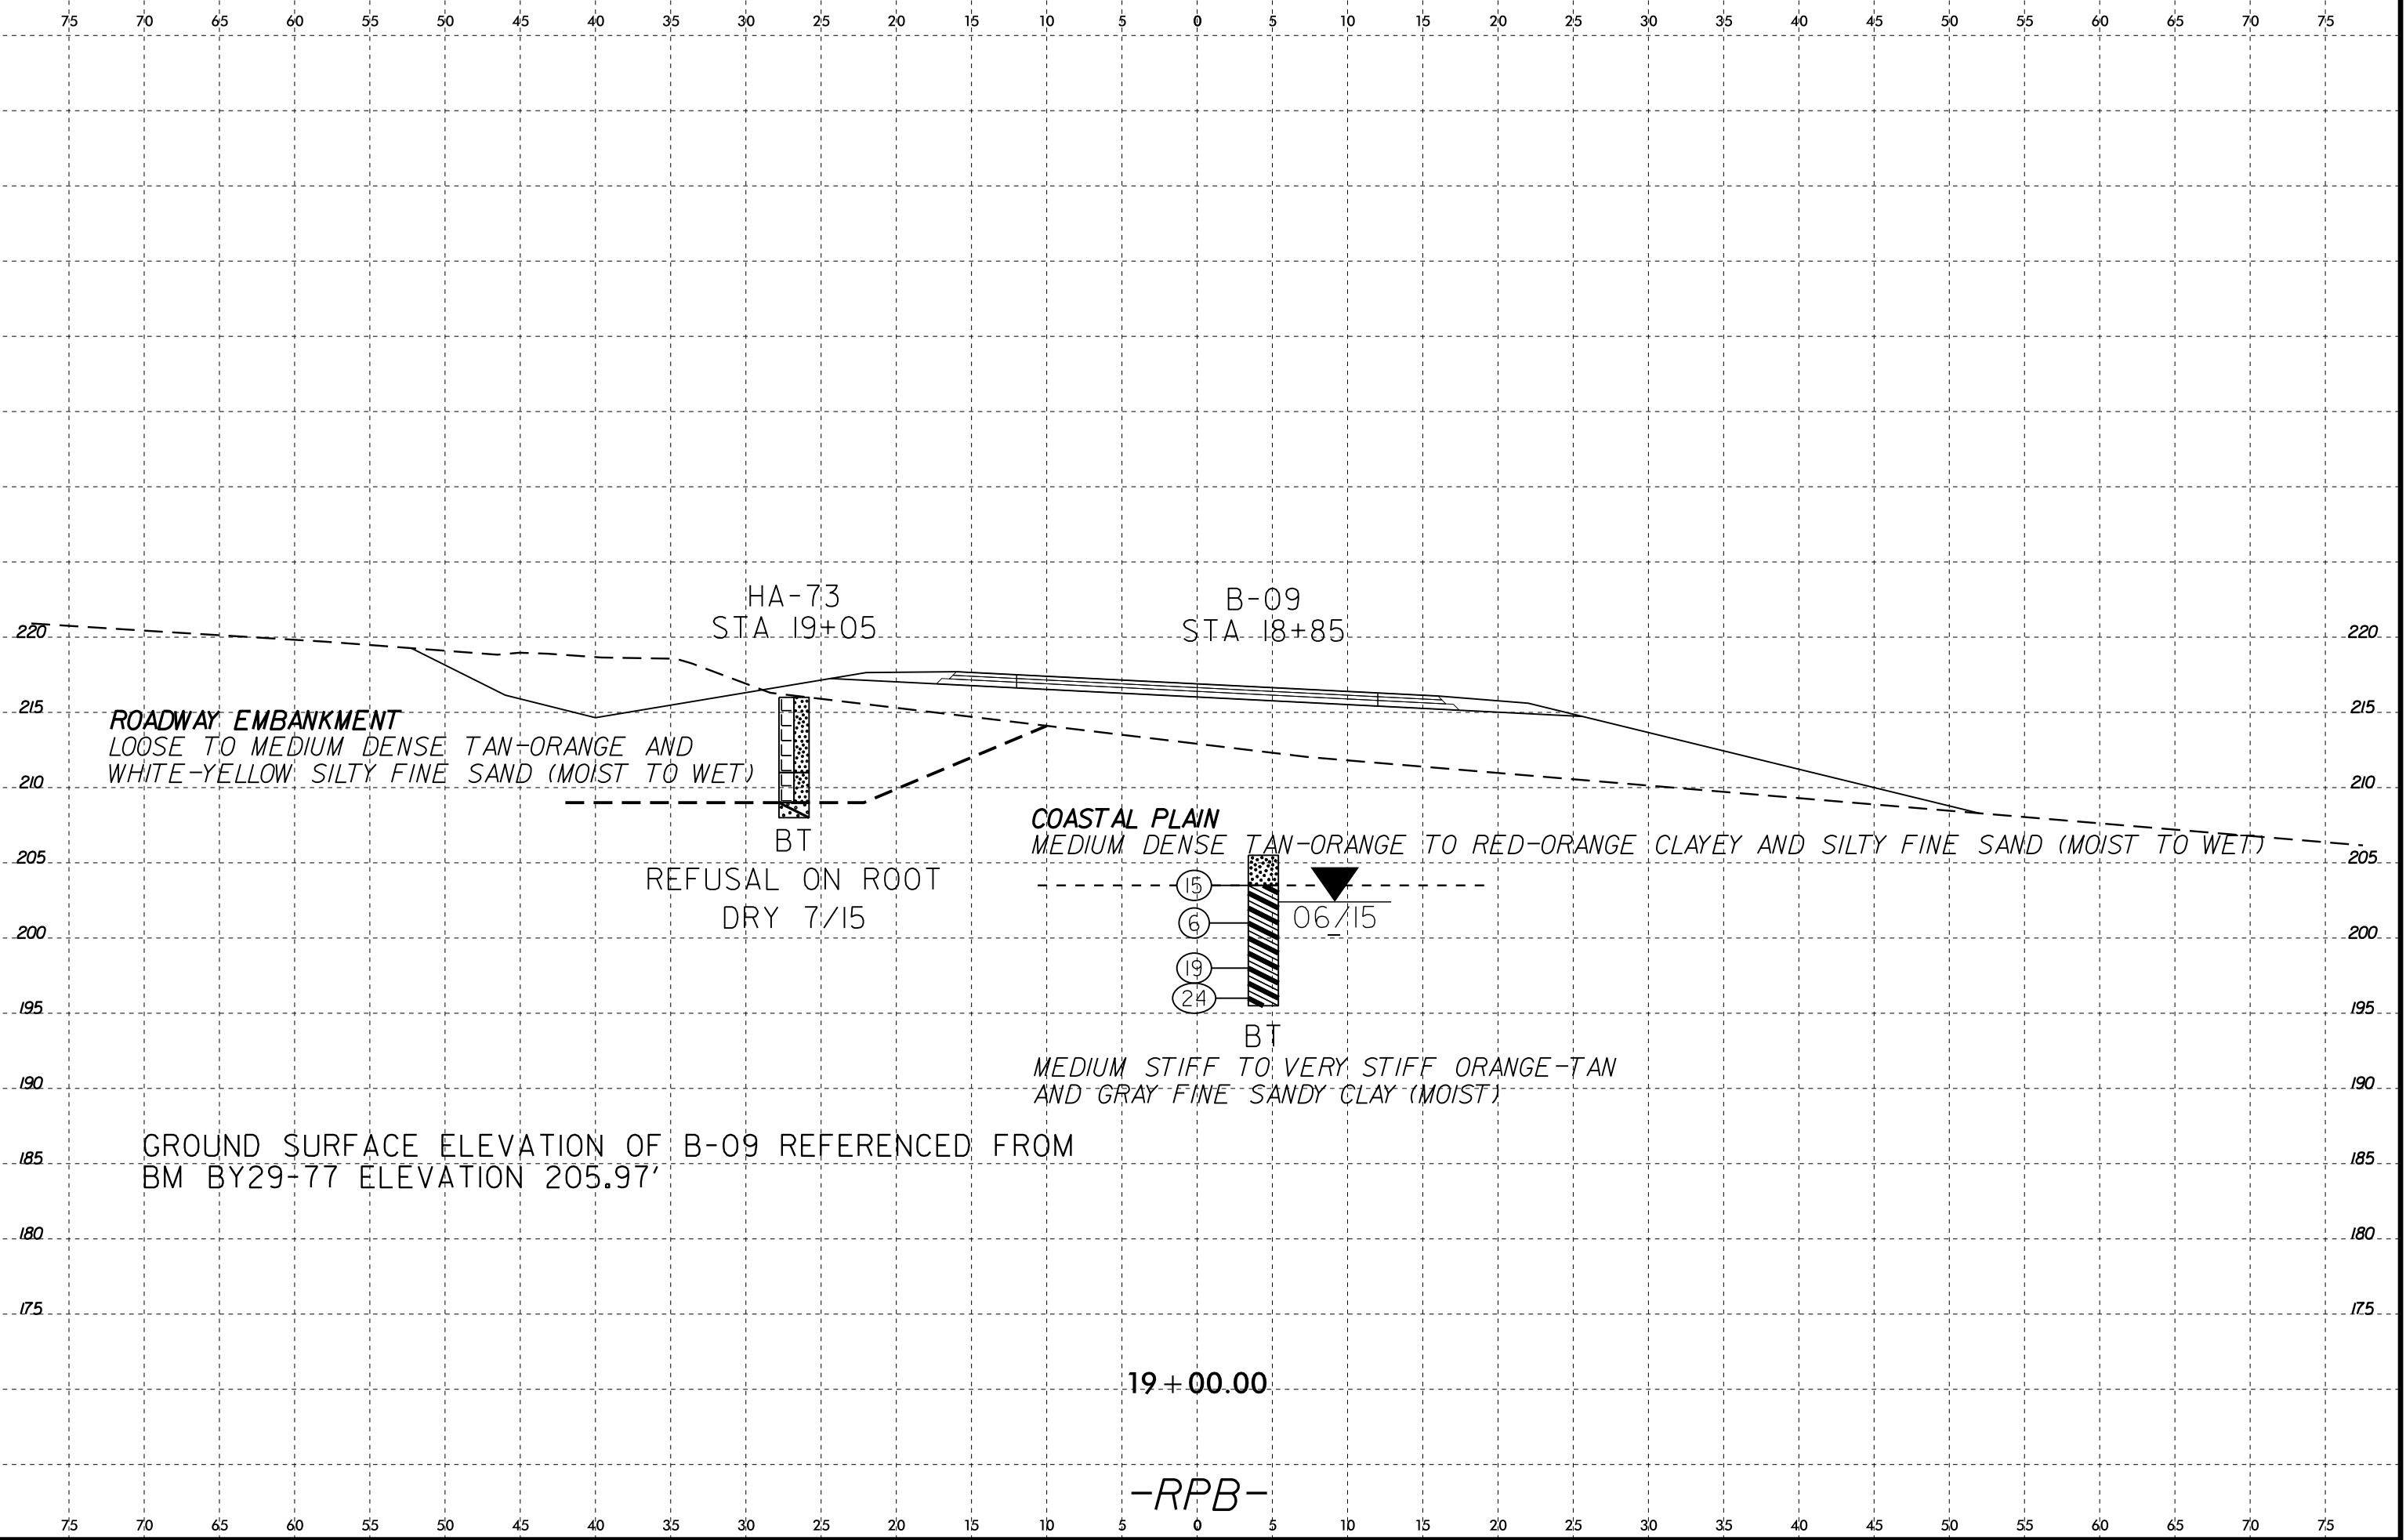 75 70 65 60 55 50 45 40 35 30 25 20 15 10 5 0 5 10 15 20 25 30 35 40 45 50 55 60 65 70 75
HA-73
STA 19+05
B-09
STA 18+85
220 220
215 215
ROADWAY EMBANKMENT
LOOSE TO MEDIUM DENSE TAN-ORANGE AND
WHITE-YELLOW SILTY FINE SAND (MOIST TO WET)
210 210
COASTAL PLAIN
MEDIUM DENSE TAN-ORANGE TO RED-ORANGE CLAYEY AND SILTY FINE SAND (MOIST TO WET)
BT
205 205
REFUSAL ON ROOT
DRY 7/15
15
6
06/15
200 200
19
24
195 195
BT
MEDIUM STIFF TO VERY STIFF ORANGE-TAN
AND GRAY FINE SANDY CLAY (MOIST)
190 190
GROUND SURFACE ELEVATION OF B-09 REFERENCED FROM
BM BY29-77 ELEVATION 205.97'
185 185
180 180
175 175
19+00.00
-RPB-
75 70 65 60 55 50 45 40 35 30 25 20 15 10 5 0 5 10 15 20 25 30 35 40 45 50 55 60 65 70 75